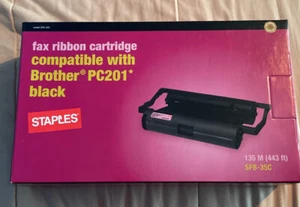 fax ribbon cartridge
compatible with
Brother® PC201*
black
STAPLES
135 M (443 ft)
SFB-35C